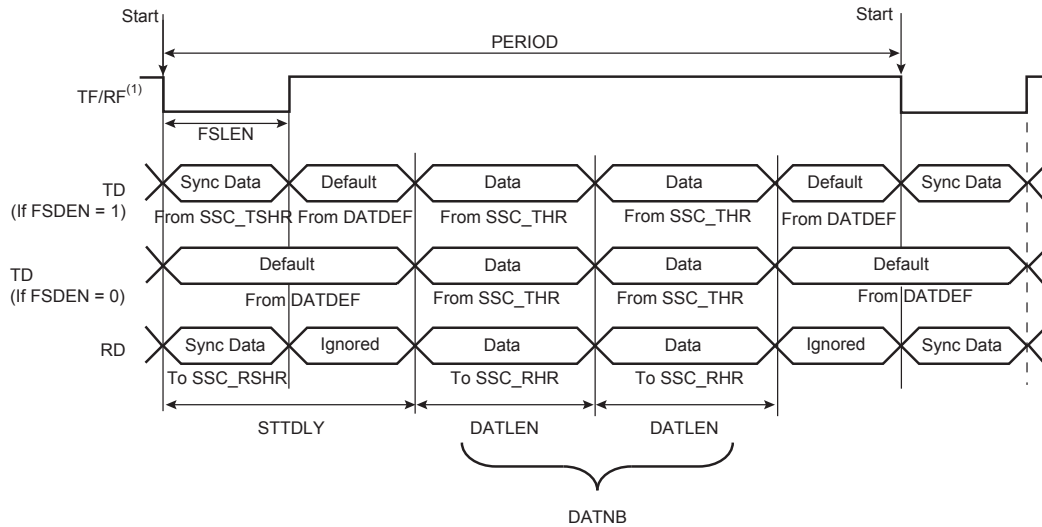 Start
Start
PERIOD
TF/RF(1)
FSLEN
TD
(If FSDEN = 1)
Sync Data
Default
Data
Data
Default
Sync Data
From SSC_TSHR
From DATDEF
From SSC_THR
From SSC_THR
From DATDEF
TD
(If FSDEN = 0)
Default
Data
Data
Default
From DATDEF
From SSC_THR
From SSC_THR
From DATDEF
RD
Sync Data
Ignored
Data
Data
Ignored
Sync Data
To SSC_RSHR
To SSC_RHR
To SSC_RHR
STTDLY
DATLEN
DATLEN
DATNB